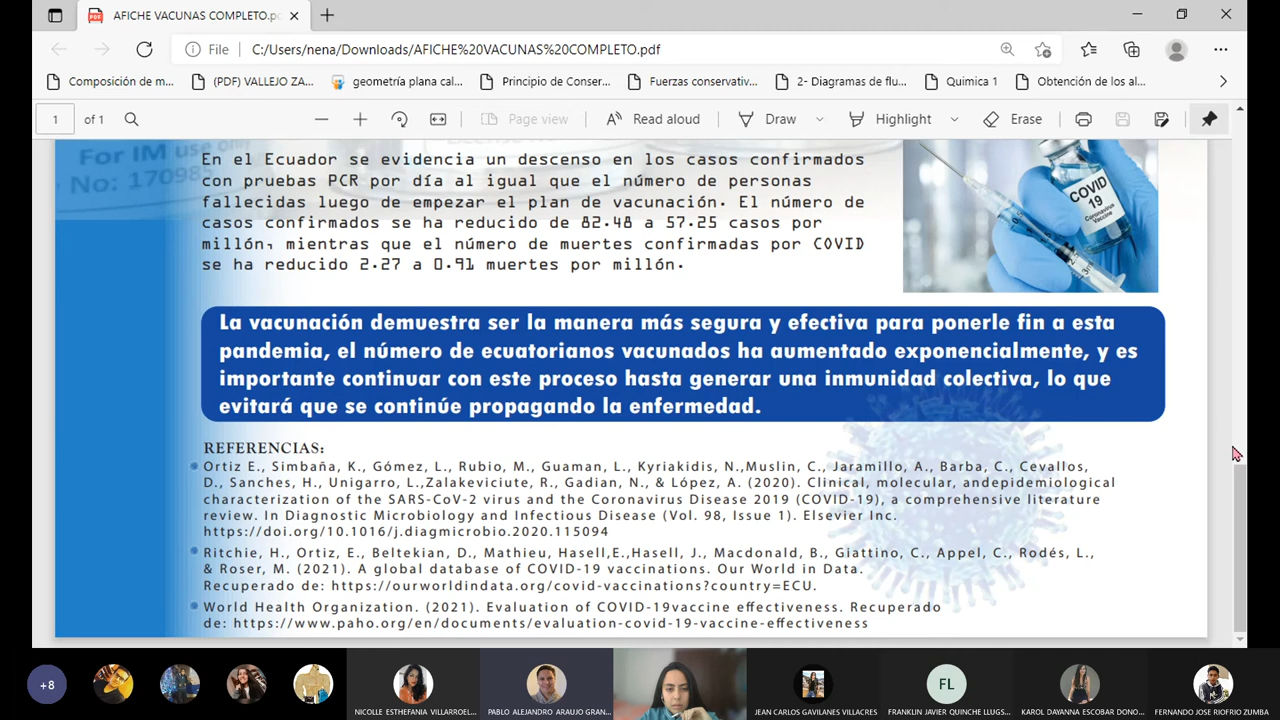 AFICHE VACUNAS COMPLETO.pd
File C:/Users/nena/Downloads/AFICHE%20VACUNAS%20COMPLETO.pdf
Composición de m... (PDF) VALLEJO ZA... geometría plana cal... Principio de Conser... Fuerzas conservativ... 2- Diagramas de flu... Quimica 1 Obtención de los al...
1 of 1 Page view Read aloud Draw Highlight Erase
For IM use only
No: 170985
En el Ecuador se evidencia un descenso en los casos confirmados
con pruebas PCR por día al igual que el número de personas
fallecidas luego de empezar el plan de vacunación. El número de
casos confirmados se ha reducido de 82.48 a 57.25 casos por
millón, mientras que el número de muertes confirmadas por COVID
se ha reducido 2.27 a 0.91 muertes por millón.
COVID
19
Coronavirus
Vaccine
La vacunación demuestra ser la manera más segura y efectiva para ponerle fin a esta
pandemia, el número de ecuatorianos vacunados ha aumentado exponencialmente, y es
importante continuar con este proceso hasta generar una inmunidad colectiva, lo que
evitará que se continúe propagando la enfermedad.
REFERENCIAS:
Ortiz E., Simbaña, K., Gómez, L., Rubio, M., Guaman, L., Kyriakidis, N.,Muslin, C., Jaramillo, A., Barba, C., Cevallos,
D., Sanches, H., Unigarro, L.,Zalakeviciute, R., Gadian, N., & López, A. (2020). Clinical, molecular, andepidemiological
characterization of the SARS-CoV-2 virus and the Coronavirus Disease 2019 (COVID-19), a comprehensive literature
review. In Diagnostic Microbiology and Infectious Disease (Vol. 98, Issue 1). Elsevier Inc.
https://doi.org/10.1016/j.diagmicrobio.2020.115094
Ritchie, H., Ortiz, E., Beltekian, D., Mathieu, Hasell,E.,Hasell, J., Macdonald, B., Giattino, C., Appel, C., Rodés, L.,
& Roser, M. (2021). A global database of COVID-19 vaccinations. Our World in Data.
Recuperado de: https://ourworldindata.org/covid-vaccinations?country=ECU.
World Health Organization. (2021). Evaluation of COVID-19vaccine effectiveness. Recuperado
de: https://www.paho.org/en/documents/evaluation-covid-19-vaccine-effectiveness
+8 FL
NICOLLE ESTHEFANIA VILLARROEL... PABLO ALEJANDRO ARAUJO GRAN... JEAN CARLOS GAVILANES VILLACRES FRANKLIN JAVIER QUINCHE LLUGS... KAROL DAYANNA ESCOBAR DONO... FERNANDO JOSE RIOFRIO ZUMBA